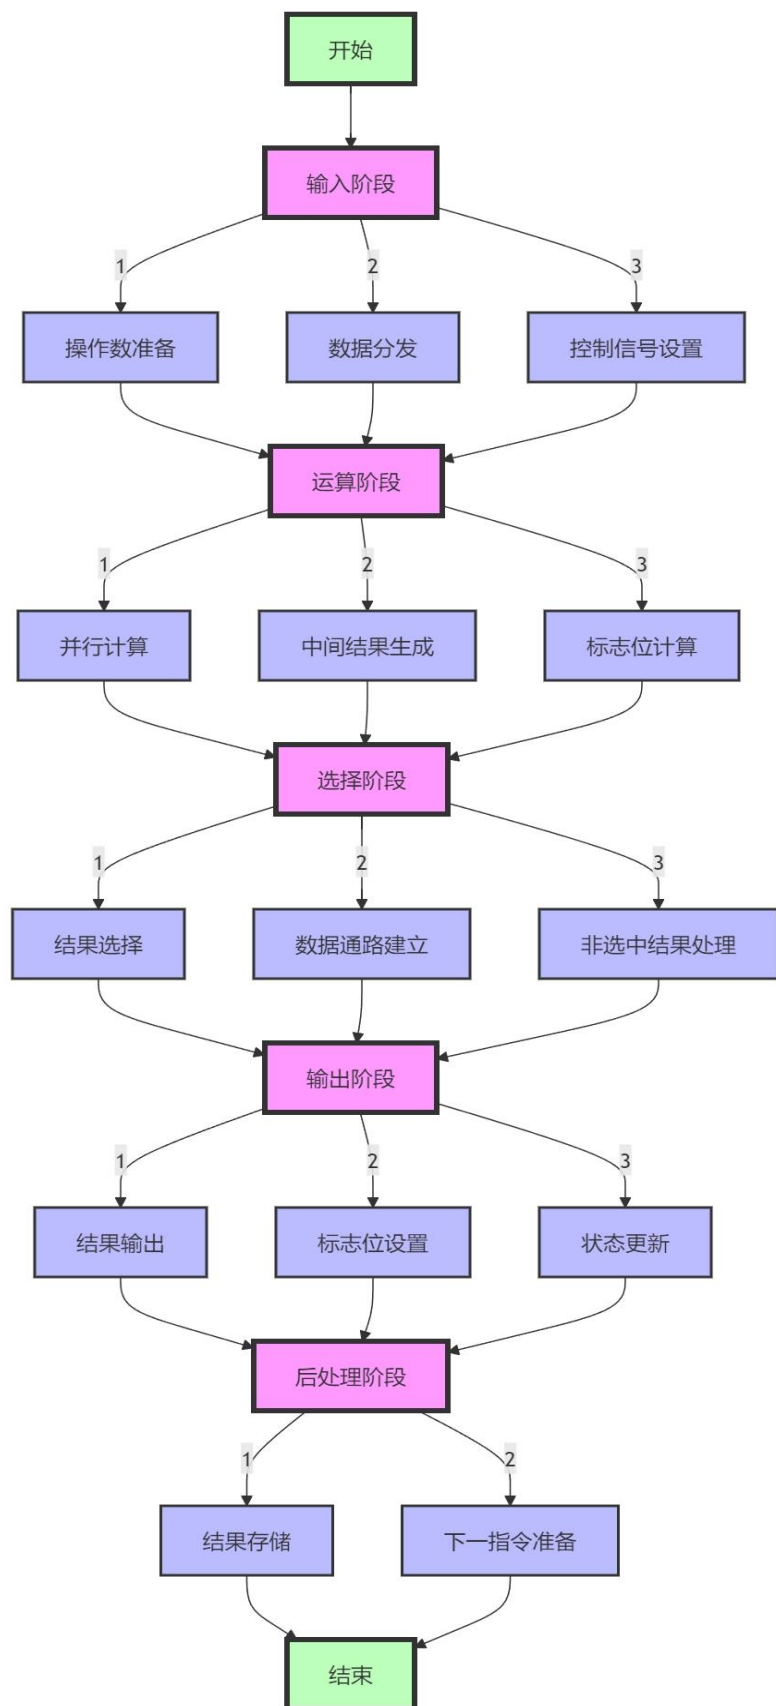 开始
输入阶段
1
2
3
操作数准备
数据分发
控制信号设置
运算阶段
1
2
3
并行计算
中间结果生成
标志位计算
选择阶段
1
2
3
结果选择
数据通路建立
非选中结果处理
输出阶段
1
2
3
结果输出
标志位设置
状态更新
后处理阶段
1
2
结果存储
下一指令准备
结束